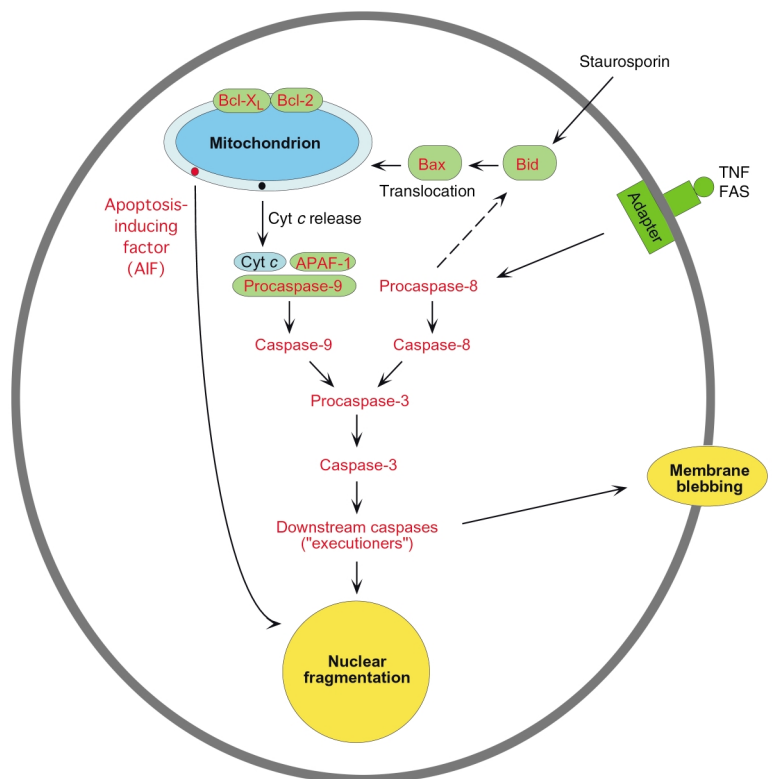 Staurosporin
Bcl-XL
Bcl-2
Mitochondrion
Bax
Bid
Translocation
TNF
FAS
Adapter
Apoptosis-
inducing
factor
(AIF)
Cyt c release
Cyt c
APAF-1
Procaspase-9
Procaspase-8
Caspase-9
Caspase-8
Procaspase-3
Caspase-3
Membrane
blebbing
Downstream caspases
("executioners")
Nuclear
fragmentation